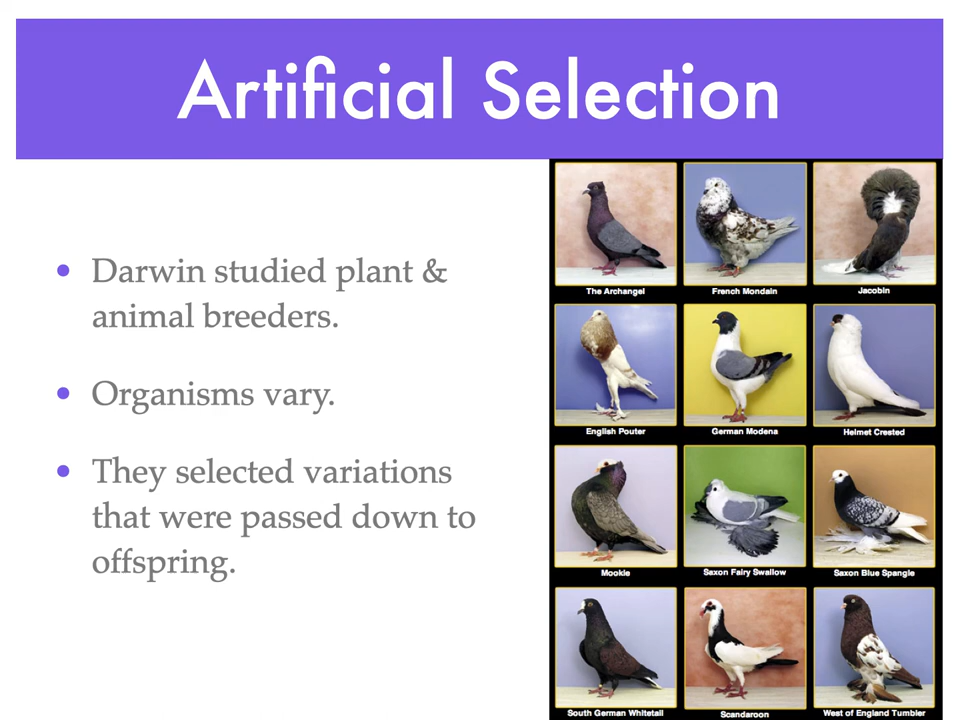 Artificial Selection
• Darwin studied plant &
animal breeders.
• Organisms vary.
• They selected variations
that were passed down to
offspring.
The Archangel
French Mondain
Jacobin
English Pouter
German Modena
Helmet Crested
Mookie
Saxon Fairy Swallow
Saxon Blue Spangle
South German Whitetail
Scandaroon
West of England Tumbler